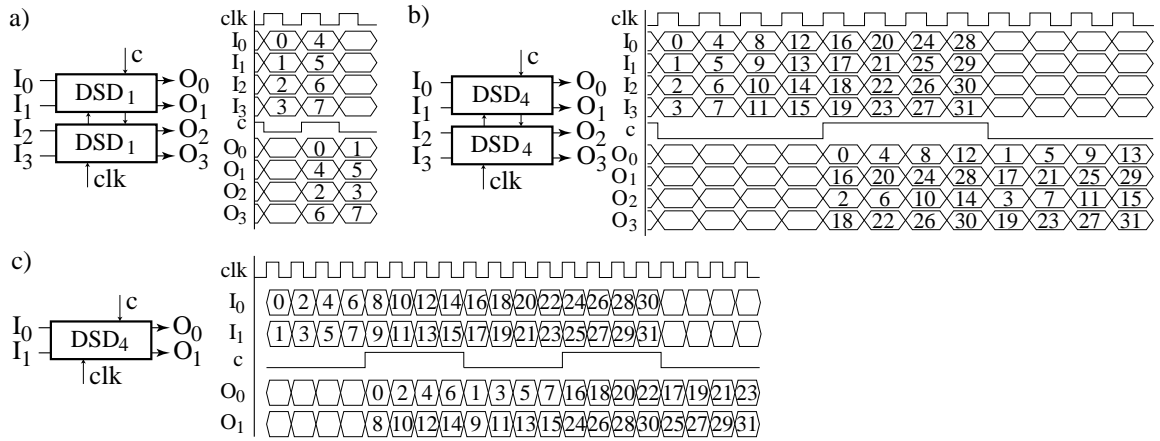 a)
c
I0 DSD1 O0
I1 O1
I2 DSD1 O2
I3 O3
clk
clk
I0 0 4
I1 1 5
I2 2 6
I3 3 7
c
O0 0 1
O1 4 5
O2 2 3
O3 6 7
b)
c
I0 DSD4 O0
I1 O1
I2 DSD4 O2
I3 O3
clk
clk
I0 0 4 8 12 16 20 24 28
I1 1 5 9 13 17 21 25 29
I2 2 6 10 14 18 22 26 30
I3 3 7 11 15 19 23 27 31
c
O0 0 4 8 12 1 5 9 13
O1 16 20 24 28 17 21 25 29
O2 2 6 10 14 3 7 11 15
O3 18 22 26 30 19 23 27 31
c)
c
I0 DSD4 O0
I1 O1
clk
clk
I0 0 2 4 6 8 10 12 14 16 18 20 22 24 26 28 30
I1 1 3 5 7 9 11 13 15 17 19 21 23 25 27 29 31
c
O0 0 2 4 6 1 3 5 7 16 18 20 22 17 19 21 23
O1 8 10 12 14 9 11 13 15 24 26 28 30 25 27 29 31